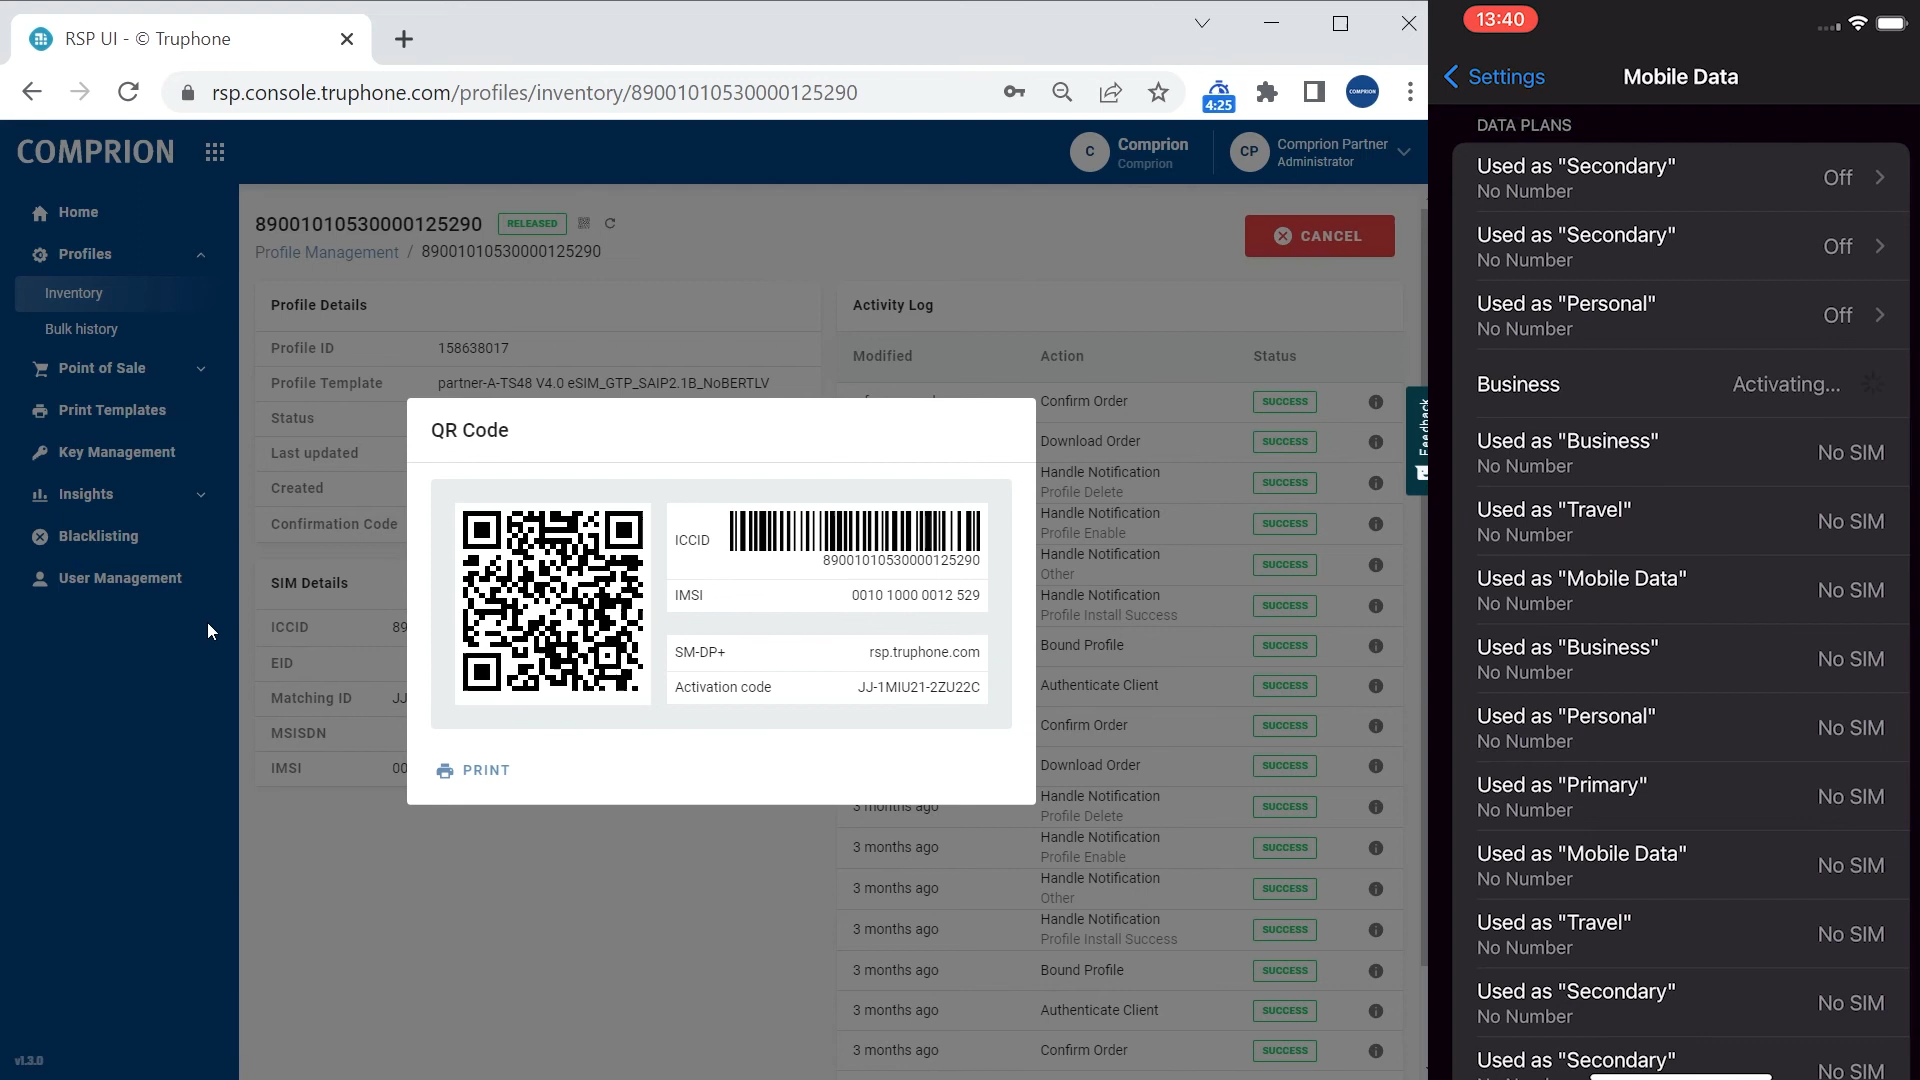 RSP UI - © Truphone
rsp.console.truphone.com/profiles/inventory/89001010530000125290
4:25
COMPRION
COMPRION
C
Comprion
Comprion
CP
Comprion Partner
Administrator
Home
Profiles
Inventory
Bulk history
Point of Sale
Print Templates
Key Management
Insights
Blacklisting
User Management
v1.3.0
89001010530000125290 RELEASED
Profile Management / 89001010530000125290
CANCEL
Profile Details
Profile ID 158638017
Profile Template partner-A-TS48 V4.0 eSIM_GTP_SAIP2.1B_NoBERTLV
Status
Last updated
Created
Confirmation Code
SIM Details
ICCID 89
EID
Matching ID JJ
MSISDN
IMSI 00
QR Code
ICCID
89001010530000125290
IMSI 0010 1000 0012 529
SM-DP+ rsp.truphone.com
Activation code JJ-1MIU21-2ZU22C
PRINT
Activity Log
Modified Action Status
Confirm Order SUCCESS
Download Order SUCCESS
Handle Notification
Profile Delete SUCCESS
Handle Notification
Profile Enable SUCCESS
Handle Notification
Other SUCCESS
Handle Notification
Profile Install Success SUCCESS
Bound Profile SUCCESS
Authenticate Client SUCCESS
Confirm Order SUCCESS
Download Order SUCCESS
3 months ago Handle Notification
Profile Delete SUCCESS
3 months ago Handle Notification
Profile Enable SUCCESS
3 months ago Handle Notification
Other SUCCESS
3 months ago Handle Notification
Profile Install Success SUCCESS
3 months ago Bound Profile SUCCESS
3 months ago Authenticate Client SUCCESS
3 months ago Confirm Order SUCCESS
Feedback
13:40
Settings
Mobile Data
DATA PLANS
Used as "Secondary"
No Number Off
Used as "Secondary"
No Number Off
Used as "Personal"
No Number Off
Business Activating...
Used as "Business"
No Number No SIM
Used as "Travel"
No Number No SIM
Used as "Mobile Data"
No Number No SIM
Used as "Business"
No Number No SIM
Used as "Personal"
No Number No SIM
Used as "Primary"
No Number No SIM
Used as "Mobile Data"
No Number No SIM
Used as "Travel"
No Number No SIM
Used as "Secondary"
No Number No SIM
Used as "Secondary"
No SIM